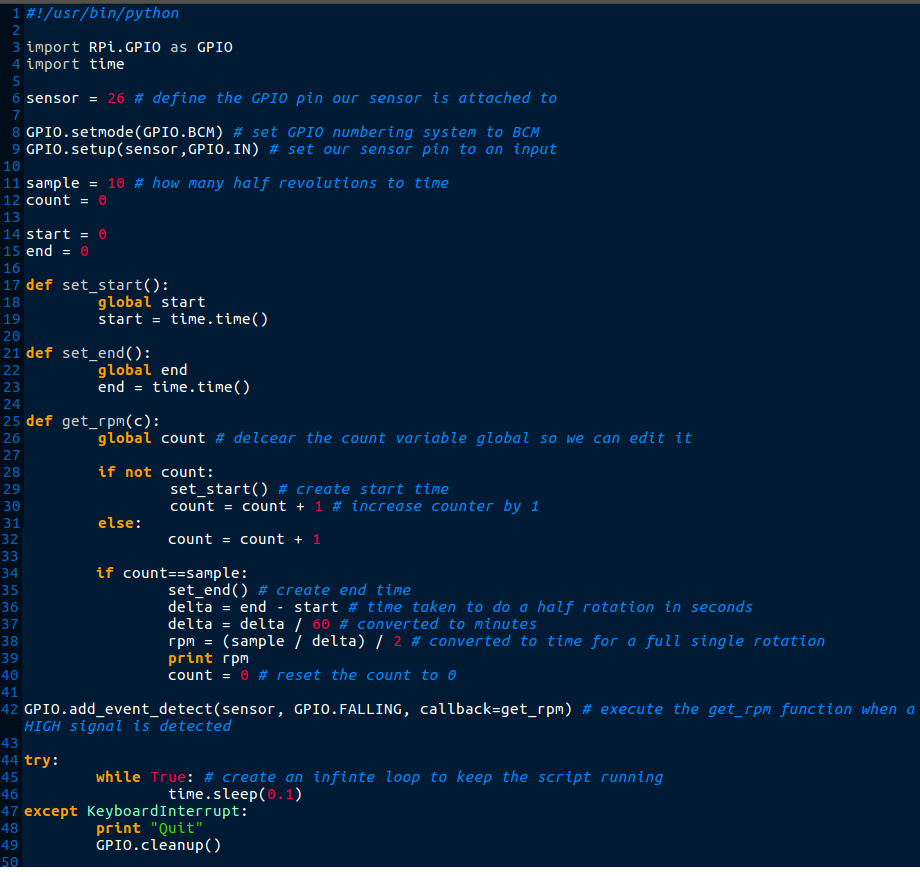 1 #!/usr/bin/python
2
3 import RPi.GPIO as GPIO
4 import time
5
6 sensor = 26 # define the GPIO pin our sensor is attached to
7
8 GPIO.setmode(GPIO.BCM) # set GPIO numbering system to BCM
9 GPIO.setup(sensor,GPIO.IN) # set our sensor pin to an input
10
11 sample = 10 # how many half revolutions to time
12 count = 0
13
14 start = 0
15 end = 0
16
17 def set_start():
18         global start
19         start = time.time()
20
21 def set_end():
22         global end
23         end = time.time()
24
25 def get_rpm(c):
26         global count # delcear the count variable global so we can edit it
27
28         if not count:
29                 set_start() # create start time
30                 count = count + 1 # increase counter by 1
31         else:
32                 count = count + 1
33
34         if count==sample:
35                 set_end() # create end time
36                 delta = end - start # time taken to do a half rotation in seconds
37                 delta = delta / 60 # converted to minutes
38                 rpm = (sample / delta) / 2 # converted to time for a full single rotation
39                 print rpm
40                 count = 0 # reset the count to 0
41
42 GPIO.add_event_detect(sensor, GPIO.FALLING, callback=get_rpm) # execute the get_rpm function when a
HIGH signal is detected
43
44 try:
45         while True: # create an infinte loop to keep the script running
46                 time.sleep(0.1)
47 except KeyboardInterrupt:
48         print "Quit"
49         GPIO.cleanup()
50